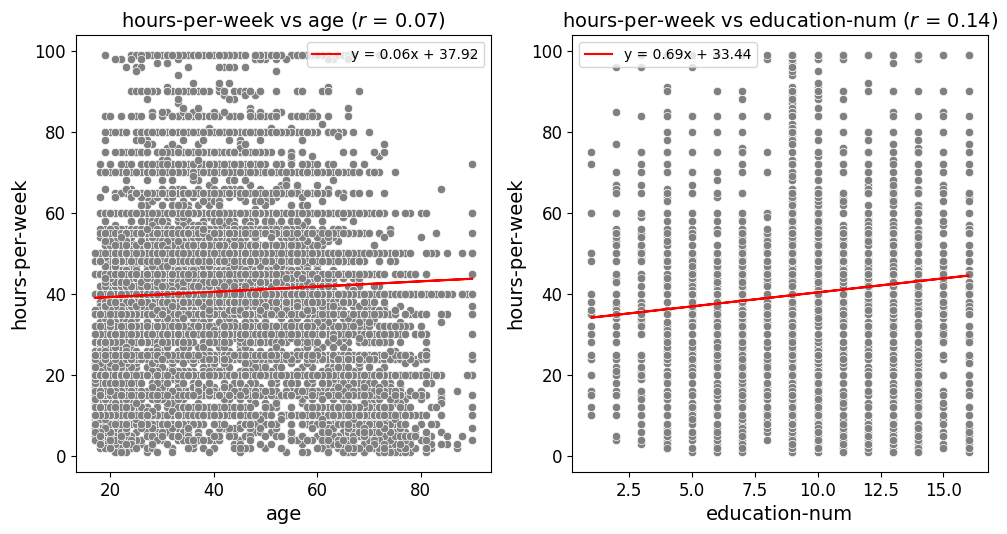 hours-per-week vs age (r = 0.07)
y = 0.06x + 37.92
hours-per-week
100
80
60
40
20
0
20
40
60
80
age
hours-per-week vs education-num (r = 0.14)
y = 0.69x + 33.44
hours-per-week
100
80
60
40
20
0
2.5
5.0
7.5
10.0
12.5
15.0
education-num